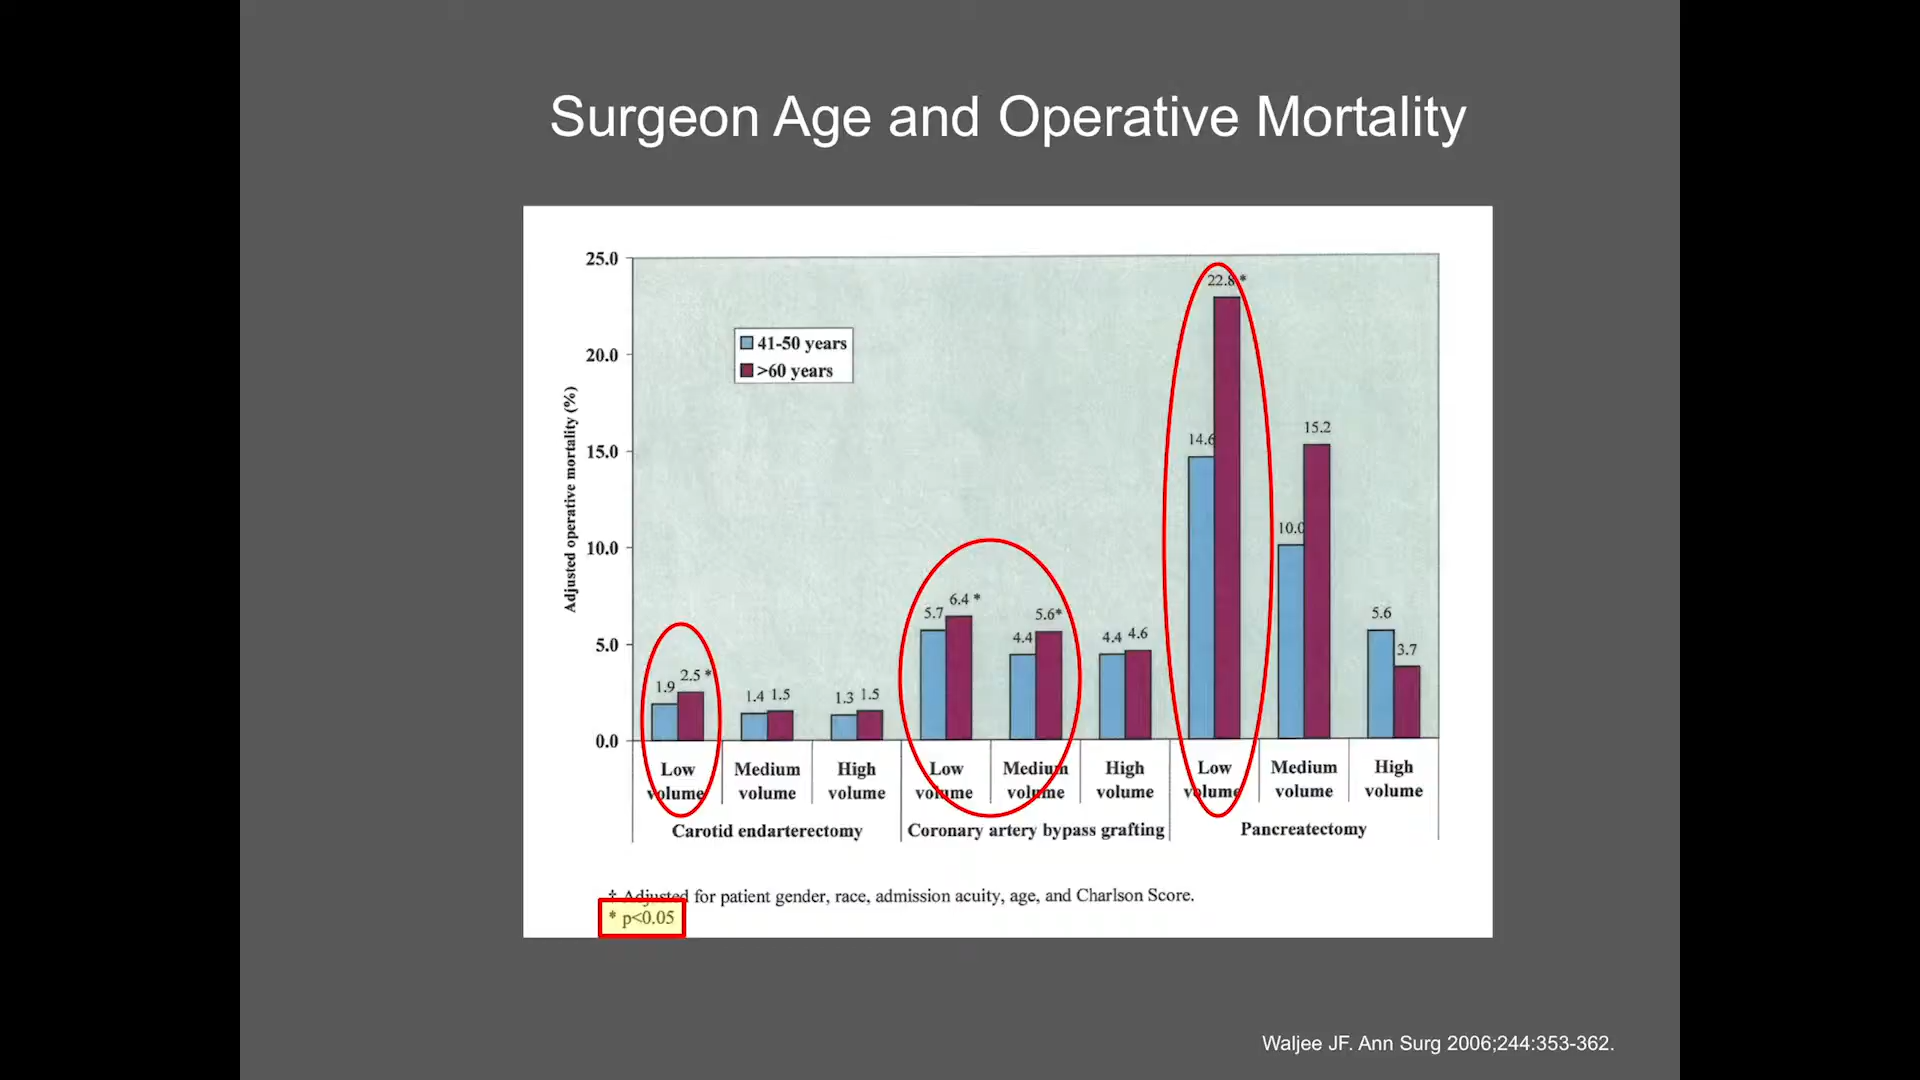 Surgeon Age and Operative Mortality
25.0
20.0
15.0
10.0
5.0
0.0
Adjusted operative mortality (%)
41-50 years
>60 years
1.9
2.5 *
1.4
1.5
1.3
1.5
5.7
6.4 *
4.4
5.6*
4.4
4.6
14.6
22.8 *
10.0
15.2
5.6
3.7
Low volume
Medium volume
High volume
Low volume
Medium volume
High volume
Low volume
Medium volume
High volume
Carotid endarterectomy
Coronary artery bypass grafting
Pancreatectomy
‡ Adjusted for patient gender, race, admission acuity, age, and Charlson Score.
* p<0.05
Waljee JF. Ann Surg 2006;244:353-362.